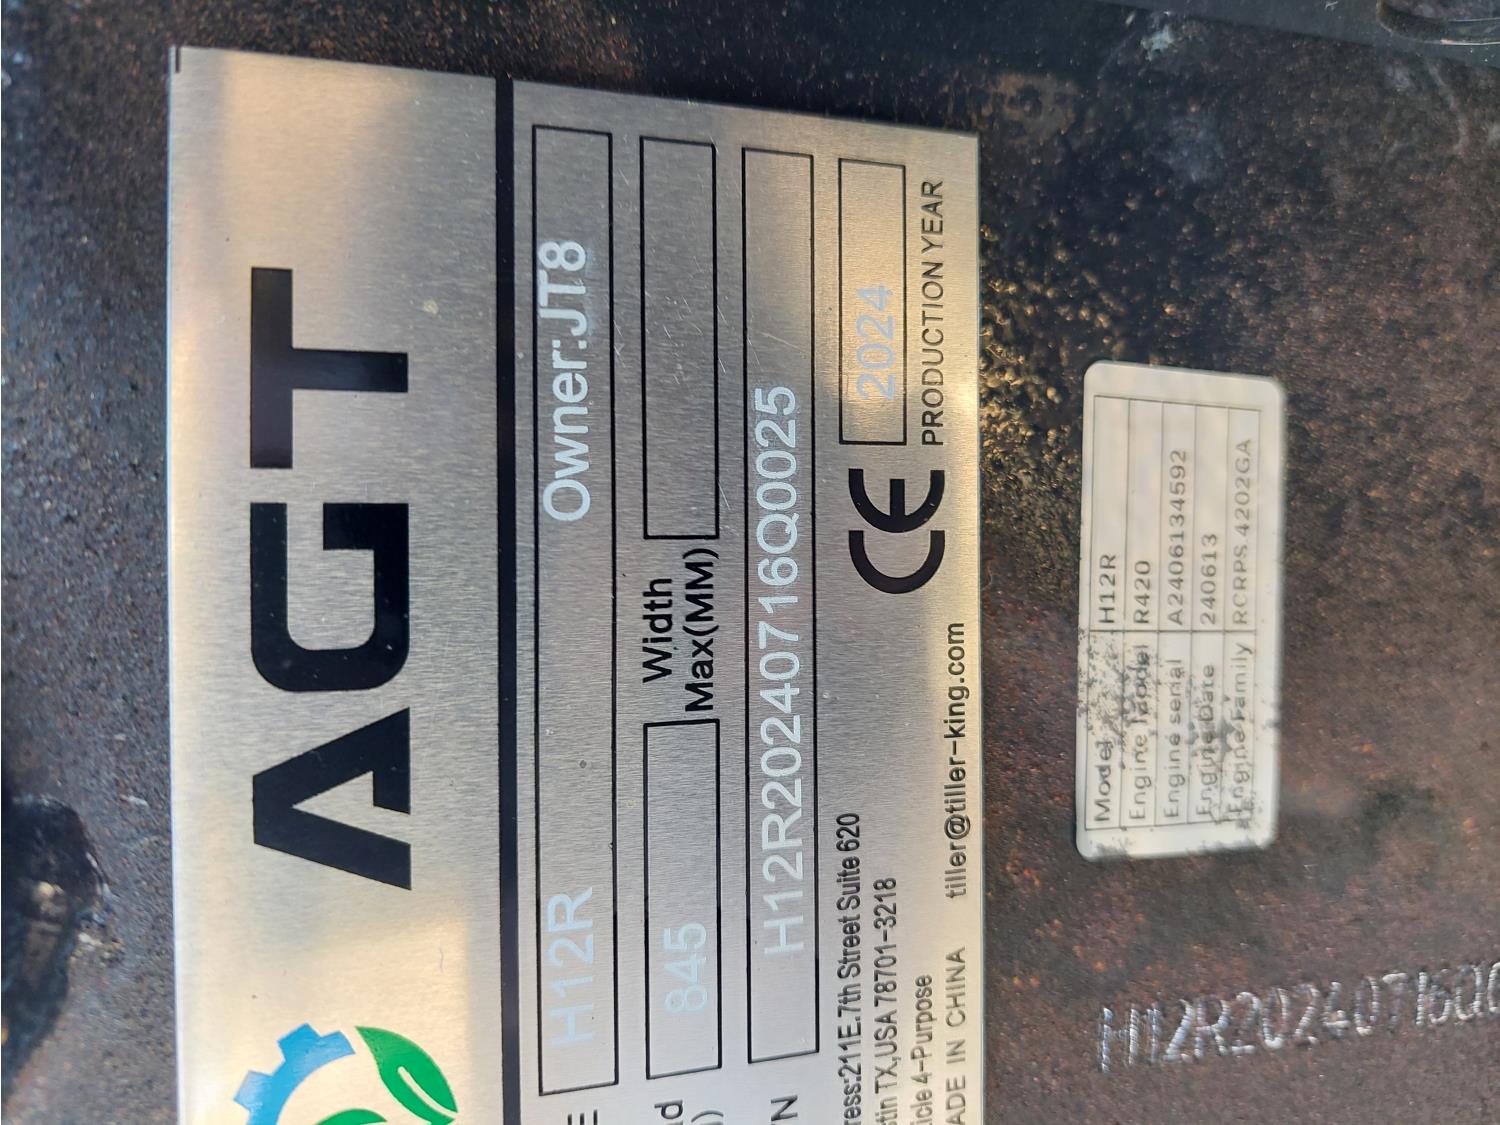 AGT
H12R Owner:JT8
845 Width
Max(MM)
H12R20240716Q0025
ress:211E.7th Street Suite 620
tin TX,USA 78701-3218
icle 4-Purpose
ADE IN CHINA tiller@tiller-king.com
CE
2024
PRODUCTION YEAR
Model H12R
Engine model R420
Engine serial A2406134592
Engine Date 240613
Engine Family RCRPS.4202GA
H12R20240716Q0